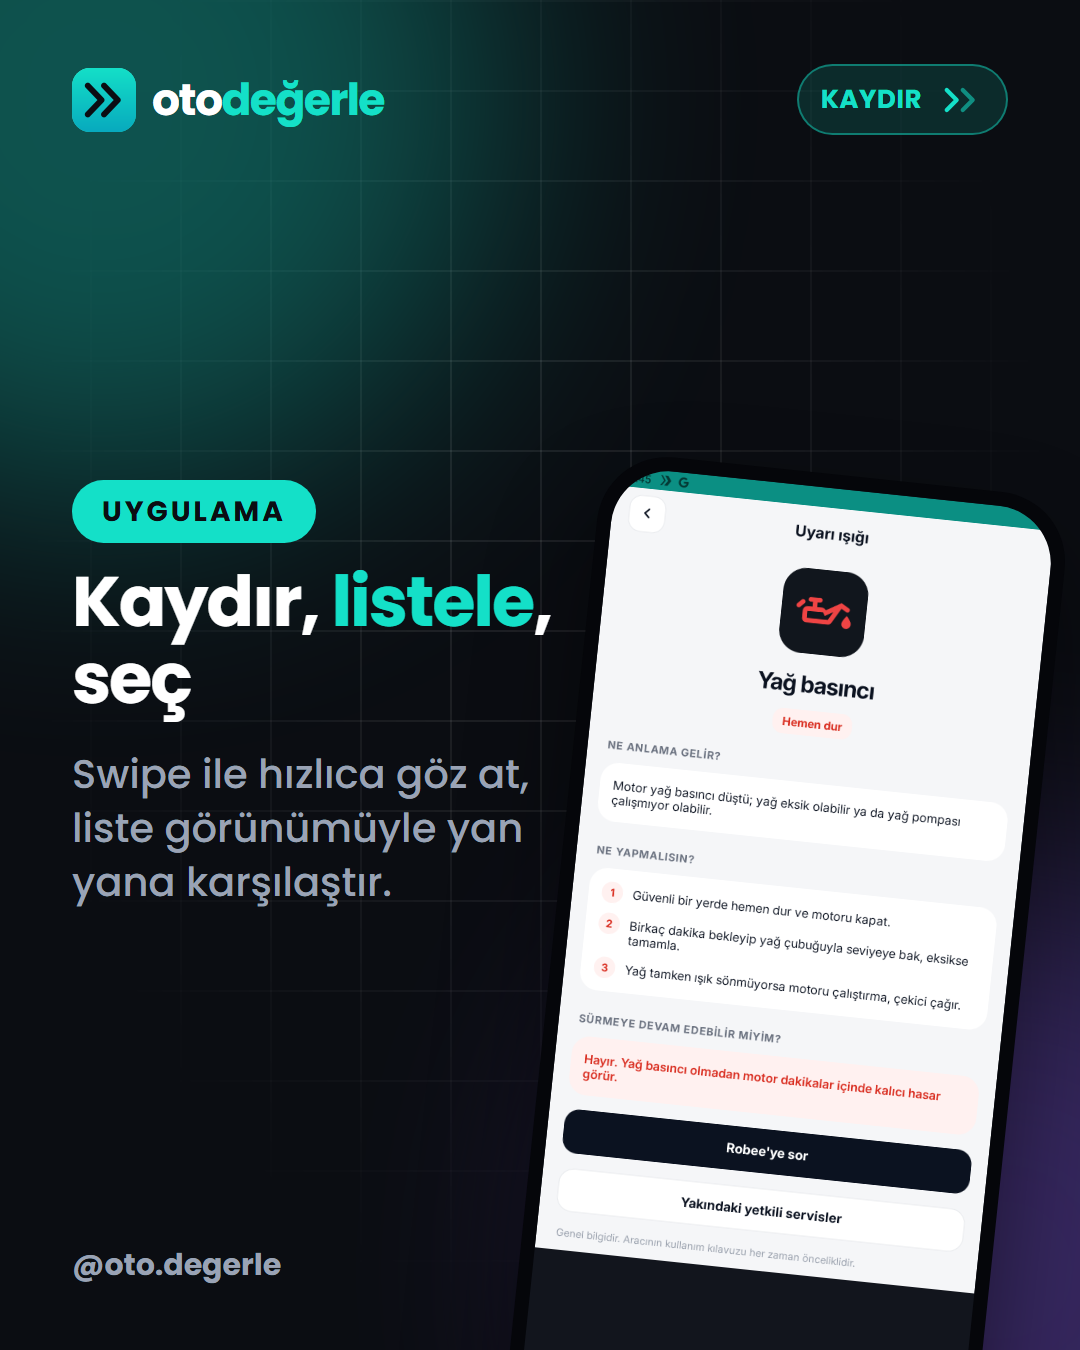 otodeğerle
KAYDIR
UYGULAMA
Kaydır, listele,
seç
Swipe ile hızlıca göz at,
liste görünümüyle yan
yana karşılaştır.
@oto.degerle
45 G
Uyarı ışığı
Yağ basıncı
Hemen dur
NE ANLAMA GELİR?
Motor yağ basıncı düştü; yağ eksik olabilir ya da yağ pompası
çalışmıyor olabilir.
NE YAPMALISIN?
1 Güvenli bir yerde hemen dur ve motoru kapat.
2 Birkaç dakika bekleyip yağ çubuğuyla seviyeye bak, eksikse
tamamla.
3 Yağ tamken ışık sönmüyorsa motoru çalıştırma, çekici çağır.
SÜRMEYE DEVAM EDEBİLİR MİYİM?
Hayır. Yağ basıncı olmadan motor dakikalar içinde kalıcı hasar
görür.
Robee'ye sor
Yakındaki yetkili servisler
Genel bilgidir. Aracının kullanım kılavuzu her zaman önceliklidir.